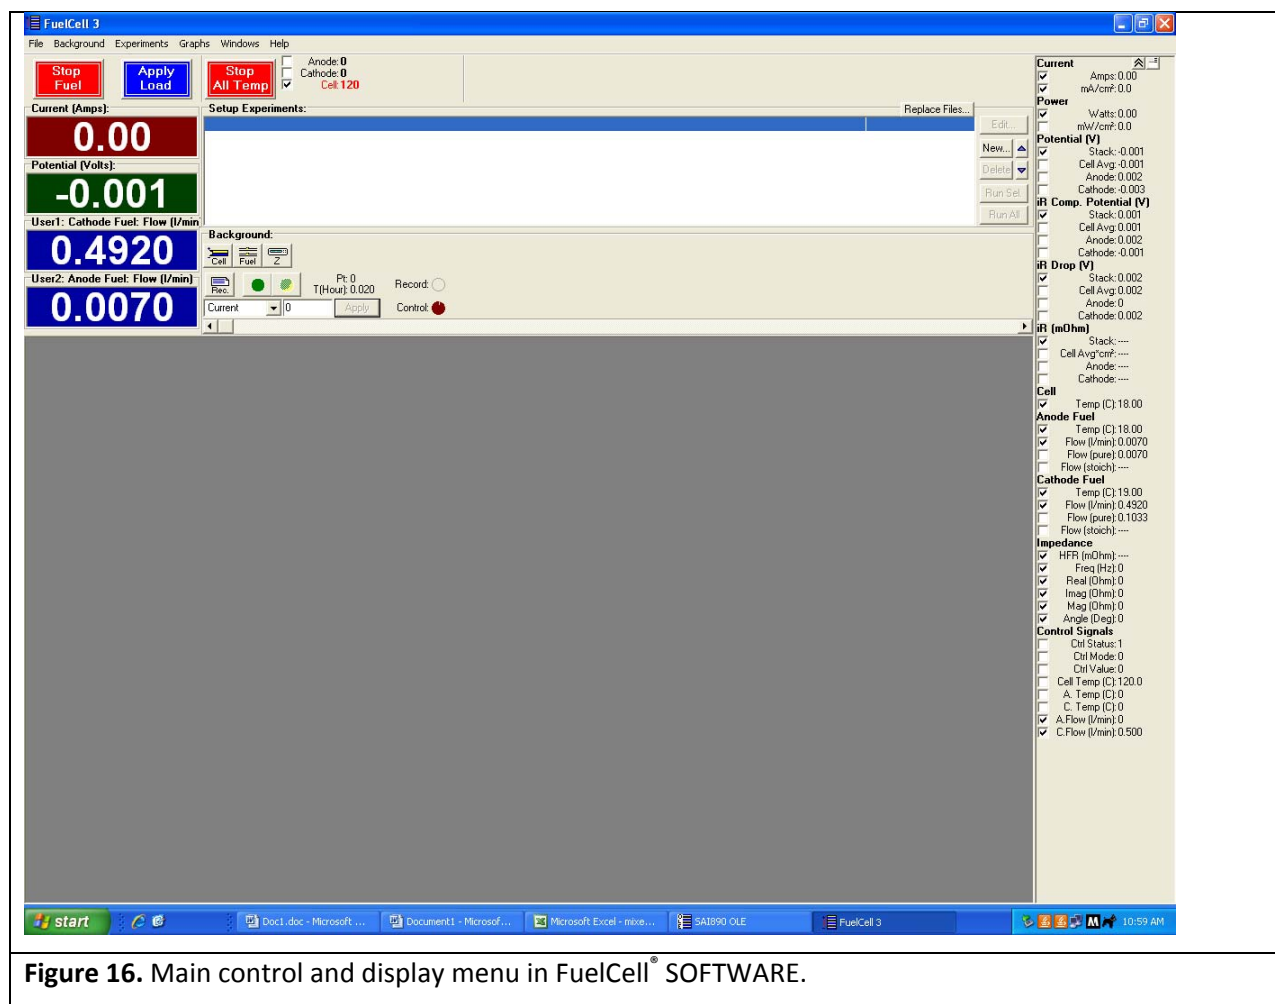 FuelCell 3
File Background Experiments Graphs Windows Help
Stop Fuel
Apply Load
Stop All Temp
Anode: 0
Cathode: 0
Cell: 120
Current (Amps):
0.00
Potential (Volts):
-0.001
User1: Cathode Fuel: Flow (l/min
0.4920
User2: Anode Fuel: Flow (l/min)
0.0070
Setup Experiments:
Replace Files...
Edit...
New...
Delete
Run Sel
Run All
Background:
Cell Fuel Z
Rec.
Pt: 0
T(Hour): 0.020
Record:
Current 0 Apply Control:
Current
Amps: 0.00
mA/cm²: 0.0
Power
Watts: 0.00
mW/cm²: 0.0
Potential (V)
Stack: -0.001
Cell Avg: -0.001
Anode: 0.002
Cathode: -0.003
iR Comp. Potential (V)
Stack: 0.001
Cell Avg: 0.001
Anode: 0.002
Cathode: -0.001
iR Drop (V)
Stack: 0.002
Cell Avg: 0.002
Anode: 0
Cathode: 0.002
iR (mOhm)
Stack: ----
Cell Avg*cm²: ----
Anode: ----
Cathode: ----
Cell
Temp (C): 18.00
Anode Fuel
Temp (C): 18.00
Flow (l/min): 0.0070
Flow (pure): 0.0070
Flow (stoich): ----
Cathode Fuel
Temp (C): 19.00
Flow (l/min): 0.4920
Flow (pure): 0.1033
Flow (stoich): ----
Impedance
HFR (mOhm): ----
Freq (Hz): 0
Real (Ohm): 0
Imag (Ohm): 0
Mag (Ohm): 0
Angle (Deg): 0
Control Signals
Ctrl Status: 1
Ctrl Mode: 0
Ctrl Value: 0
Cell Temp (C): 120.0
A. Temp (C): 0
C. Temp (C): 0
A.Flow (l/min): 0
C.Flow (l/min): 0.500
start
Doc1.doc - Microsoft ...
Document1 - Microsof...
Microsoft Excel - mixe...
SAI890 OLE
FuelCell 3
M
10:59 AM
Figure 16. Main control and display menu in FuelCell® SOFTWARE.